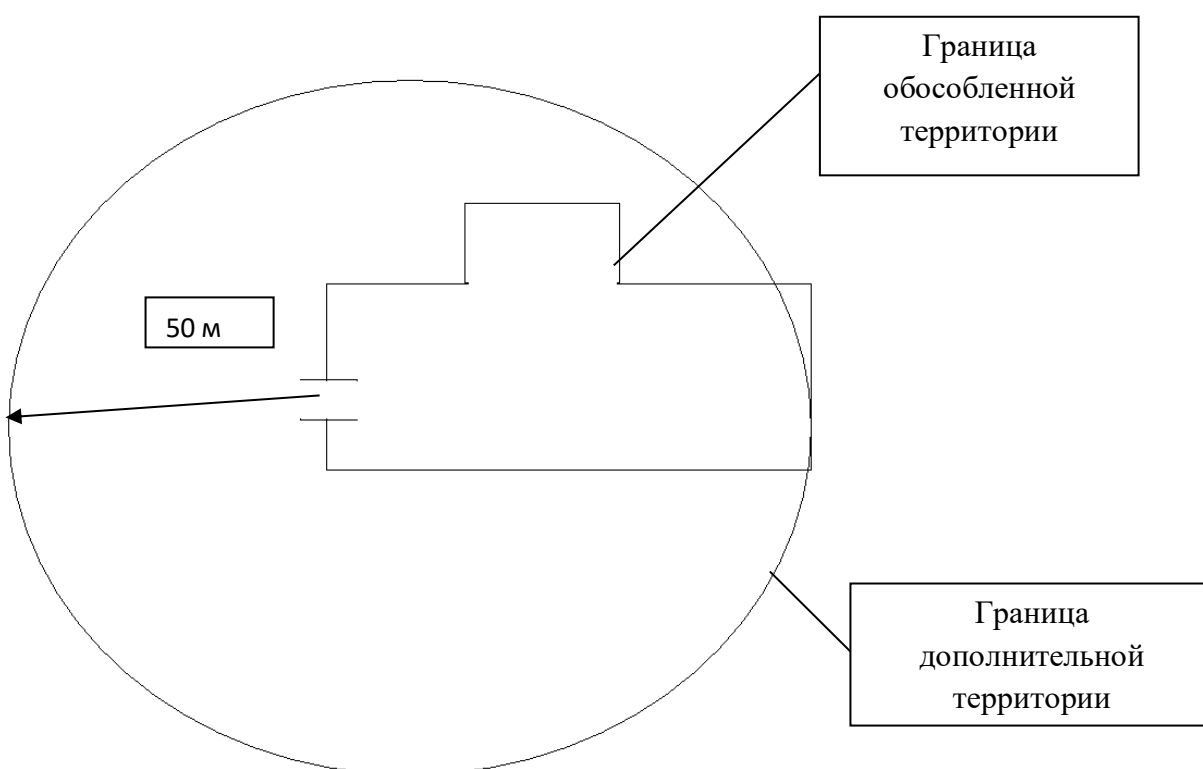 Граница
обособленной
территории
50 м
Граница
дополнительной
территории